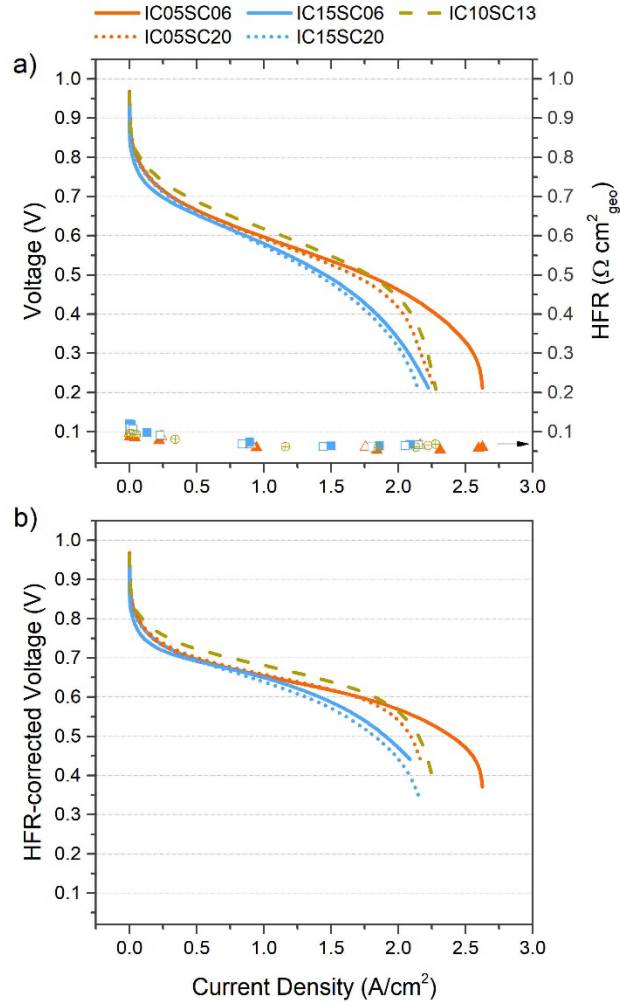 IC05SC06 IC15SC06 IC10SC13
IC05SC20 IC15SC20
a)
1.0 1.0
0.9 0.9
0.8 0.8
0.7 0.7
0.6 0.6
0.5 0.5
0.4 0.4
0.3 0.3
0.2 0.2
0.1 0.1
Voltage (V)
HFR (Ω cm²geo)
0.0 0.5 1.0 1.5 2.0 2.5 3.0
b)
1.0
0.9
0.8
0.7
0.6
0.5
0.4
0.3
0.2
0.1
HFR-corrected Voltage (V)
0.0 0.5 1.0 1.5 2.0 2.5 3.0
Current Density (A/cm²)